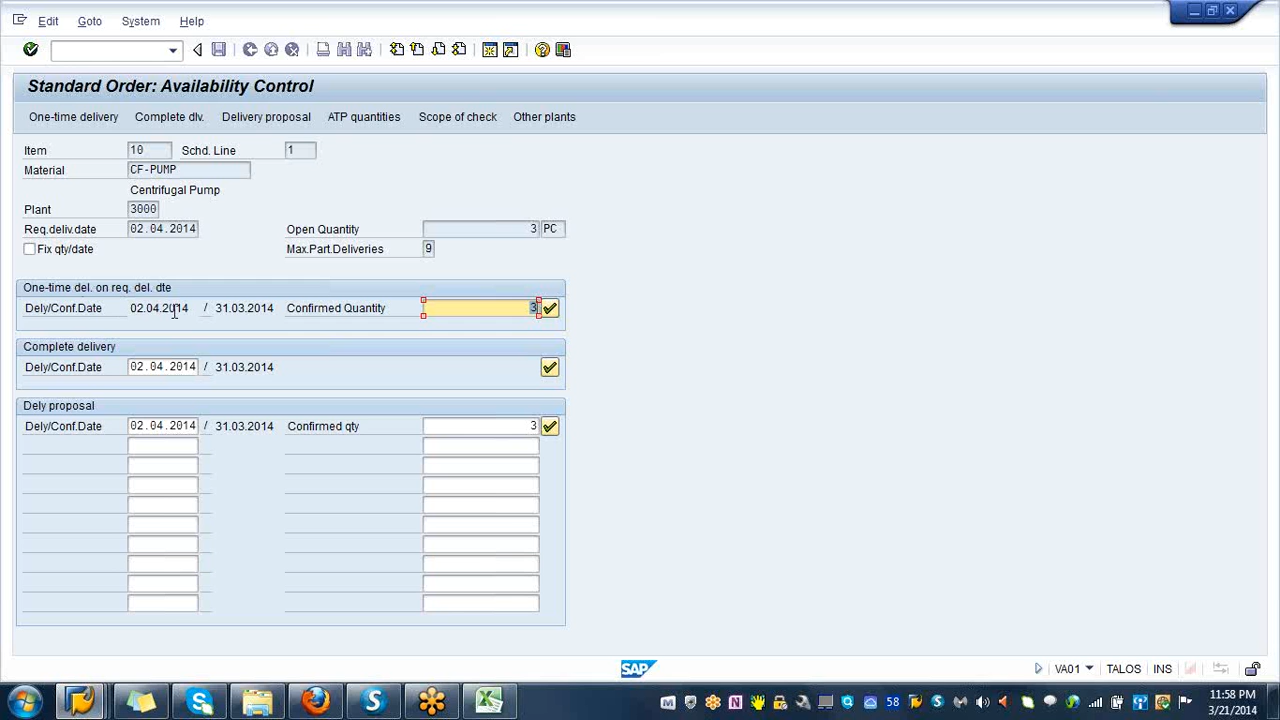 Edit Goto System Help
Standard Order: Availability Control
One-time delivery Complete dlv. Delivery proposal ATP quantities Scope of check Other plants
Item 10 Schd. Line 1
Material CF-PUMP
Centrifugal Pump
Plant 3000
Req.deliv.date 02.04.2014 Open Quantity 3 PC
Fix qty/date Max.Part.Deliveries 9
One-time del. on req. del. dte
Dely/Conf.Date 02.04.2014 / 31.03.2014 Confirmed Quantity 3
Complete delivery
Dely/Conf.Date 02.04.2014 / 31.03.2014
Dely proposal
Dely/Conf.Date 02.04.2014 / 31.03.2014 Confirmed qty 3
SAP VA01 TALOS INS
58
11:58 PM
3/21/2014